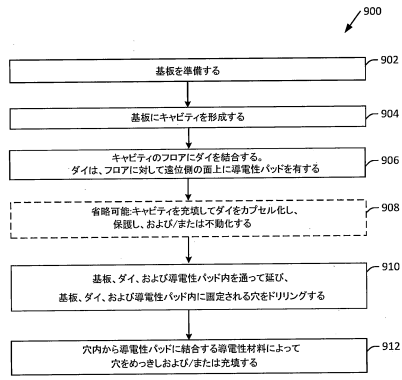 900
基板を準備する
902
基板にキャビティを形成する
904
キャビティのフロアにダイを結合する。
ダイは、フロアに対して遠位側の面上に導電性パッドを有する
906
省略可能:キャビティを充填してダイをカプセル化し、
保護し、および/または不動化する
908
基板、ダイ、および導電性パッド内を通って延び、
基板、ダイ、および導電性パッド内に固定される穴をドリリングする
910
穴内から導電性パッドに結合する導電性材料によって
穴をめっきしおよび/または充填する
912